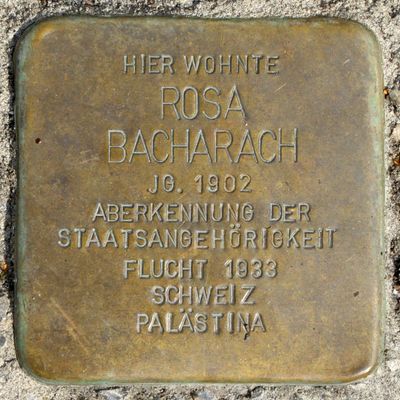 HIER WOHNTE
ROSA
BACHARACH
JG. 1902
ABERKENNUNG DER
STAATSANGEHÖRIGKEIT
FLUCHT 1933
SCHWEIZ
PALÄSTINA